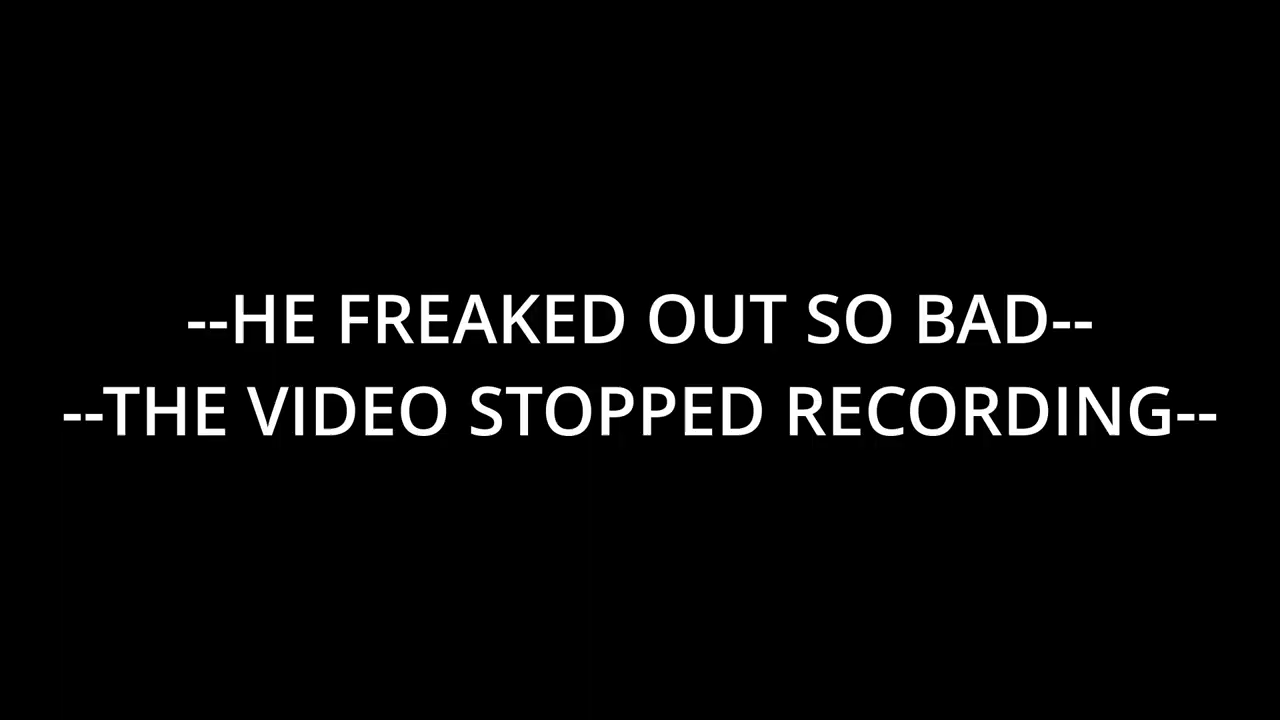 --HE FREAKED OUT SO BAD--
--THE VIDEO STOPPED RECORDING--